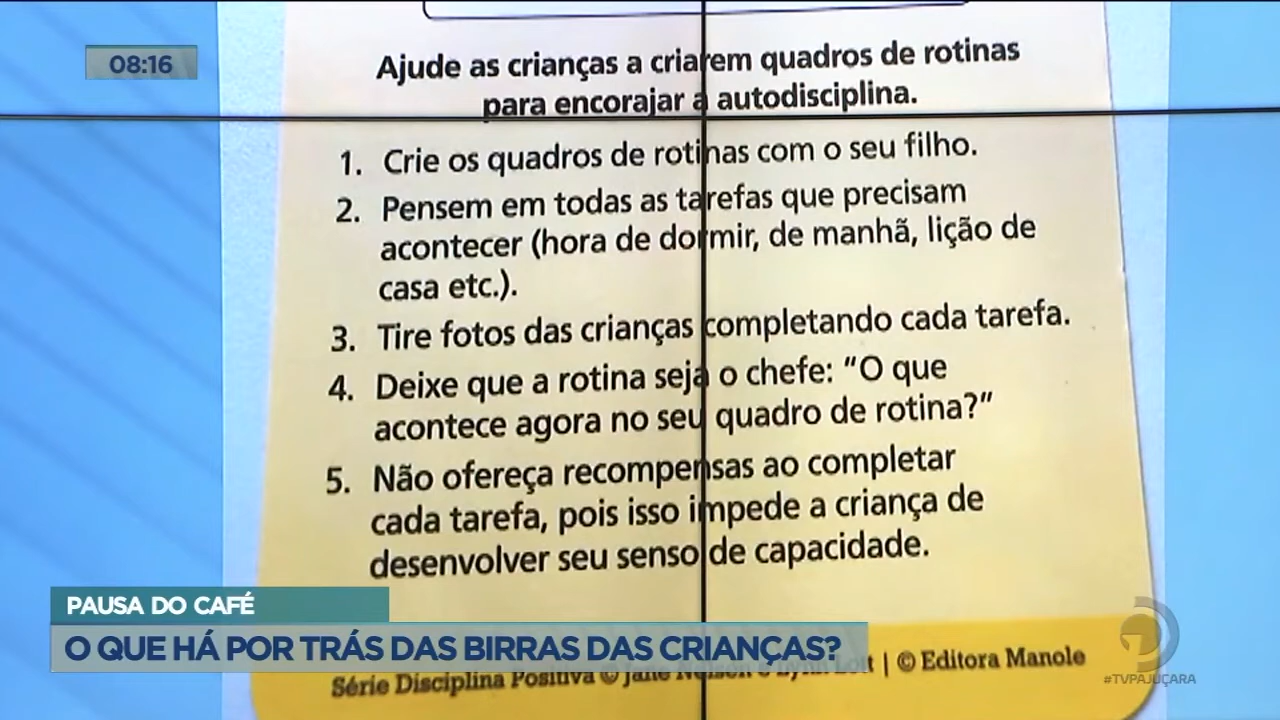 08:16
Ajude as crianças a criarem quadros de rotinas
para encorajar a autodisciplina.
1. Crie os quadros de rotinas com o seu filho.
2. Pensem em todas as tarefas que precisam
acontecer (hora de dormir, de manhã, lição de
casa etc.).
3. Tire fotos das crianças completando cada tarefa.
4. Deixe que a rotina seja o chefe: “O que
acontece agora no seu quadro de rotina?”
5. Não ofereça recompensas ao completar
cada tarefa, pois isso impede a criança de
desenvolver seu senso de capacidade.
PAUSA DO CAFÉ
O QUE HÁ POR TRÁS DAS BIRRAS DAS CRIANÇAS?
Série Disciplina Positiva © Jane Nelsen e Lynn Lott | © Editora Manole
#TVPAJUÇARA